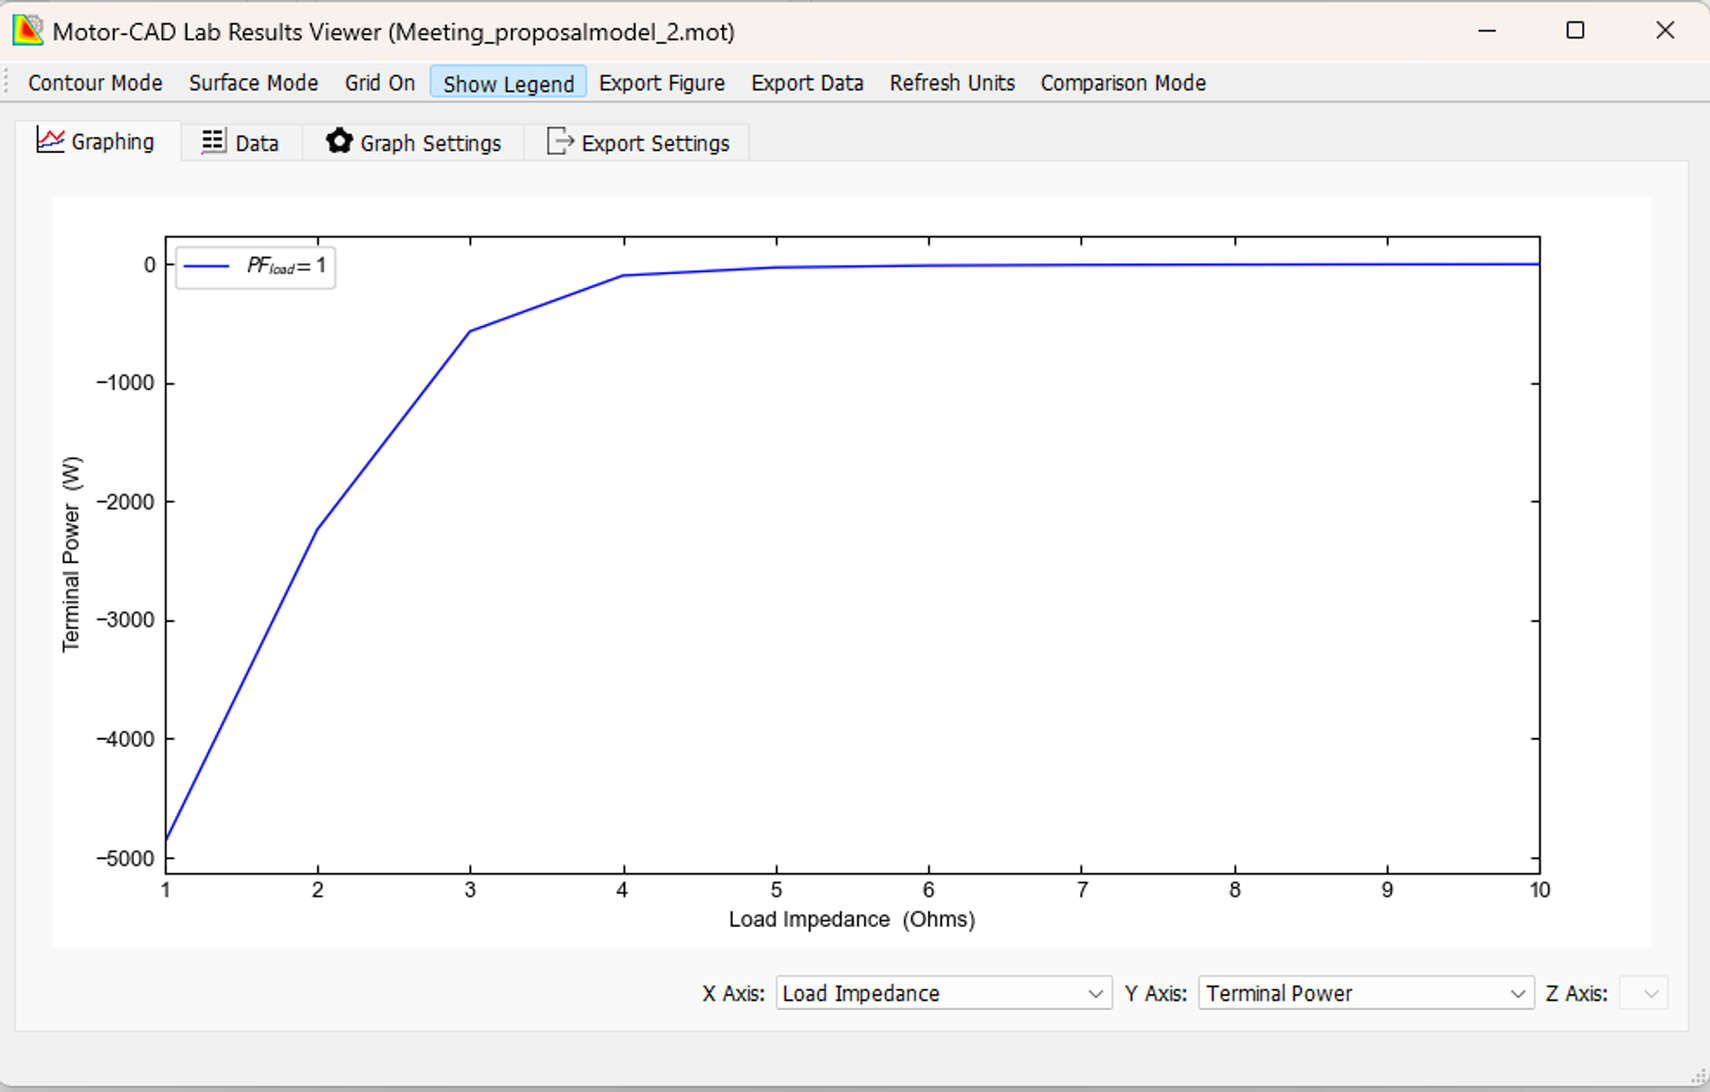 Motor-CAD Lab Results Viewer (Meeting_proposalmodel_2.mot)
Contour Mode Surface Mode Grid On Show Legend Export Figure Export Data Refresh Units Comparison Mode
Graphing Data Graph Settings Export Settings
PFload= 1
0
−1000
−2000
−3000
−4000
−5000
Terminal Power (W)
1 2 3 4 5 6 7 8 9 10
Load Impedance (Ohms)
X Axis: Load Impedance Y Axis: Terminal Power Z Axis: